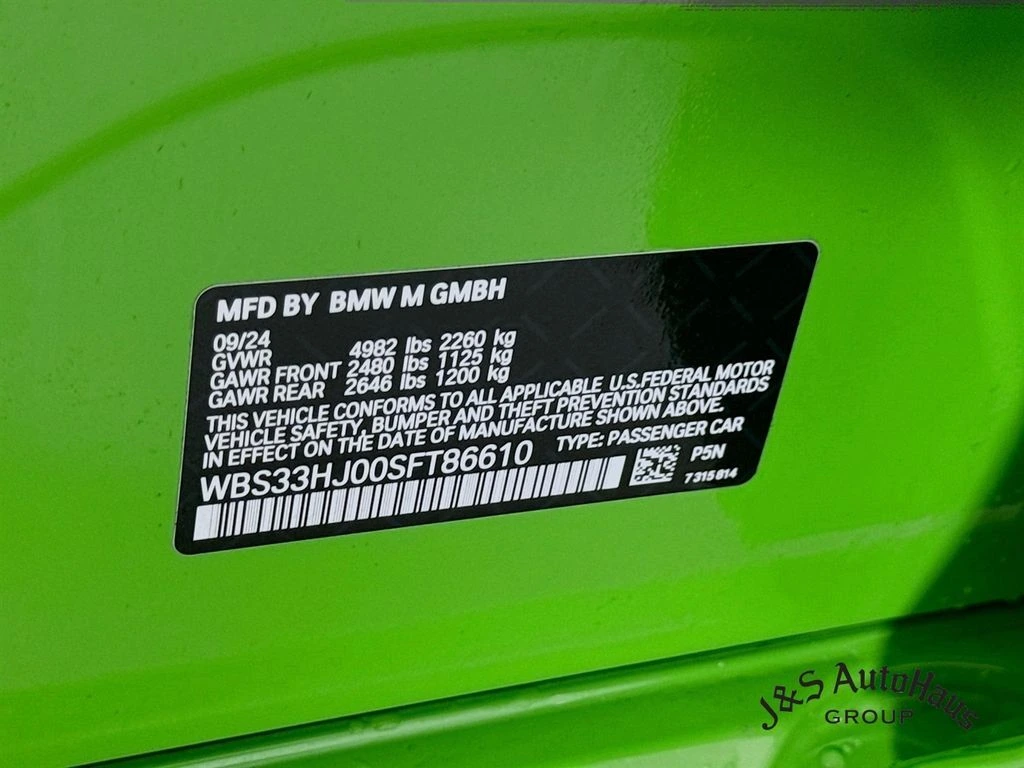 MFD BY BMW M GMBH
09/24
GVWR 4982 lbs 2260 kg
GAWR FRONT 2480 lbs 1125 kg
GAWR REAR 2646 lbs 1200 kg
THIS VEHICLE CONFORMS TO ALL APPLICABLE U.S.FEDERAL MOTOR
VEHICLE SAFETY, BUMPER AND THEFT PREVENTION STANDARDS
IN EFFECT ON THE DATE OF MANUFACTURE SHOWN ABOVE.
TYPE: PASSENGER CAR
WBS33HJ00SFT86610
P5N
7 315 814
J&S AutoHaus
GROUP